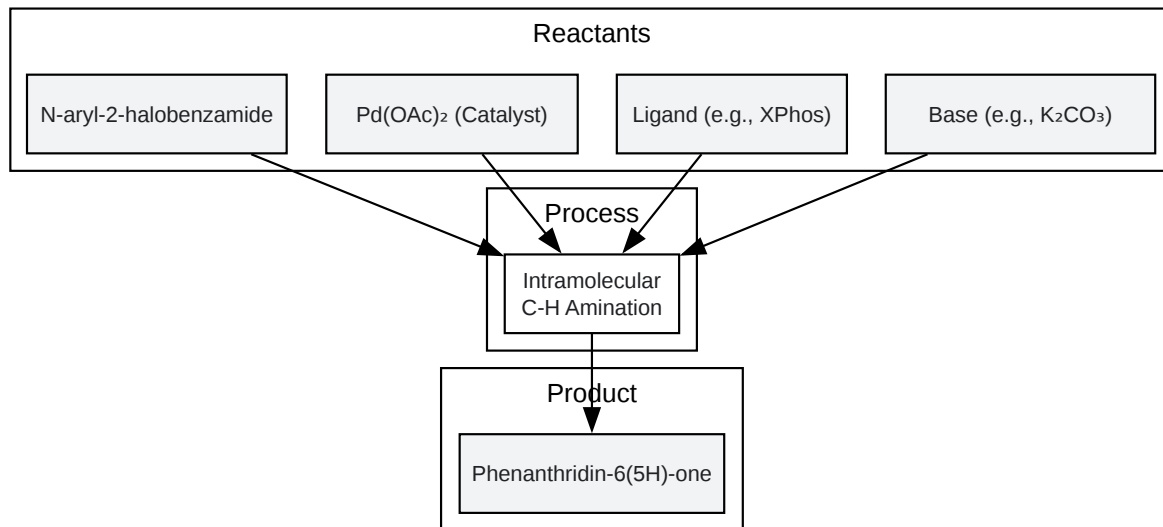 Reactants
N-aryl-2-halobenzamide
Pd(OAc)₂ (Catalyst)
Ligand (e.g., XPhos)
Base (e.g., K₂CO₃)
Process
Intramolecular
C-H Amination
Product
Phenanthridin-6(5H)-one